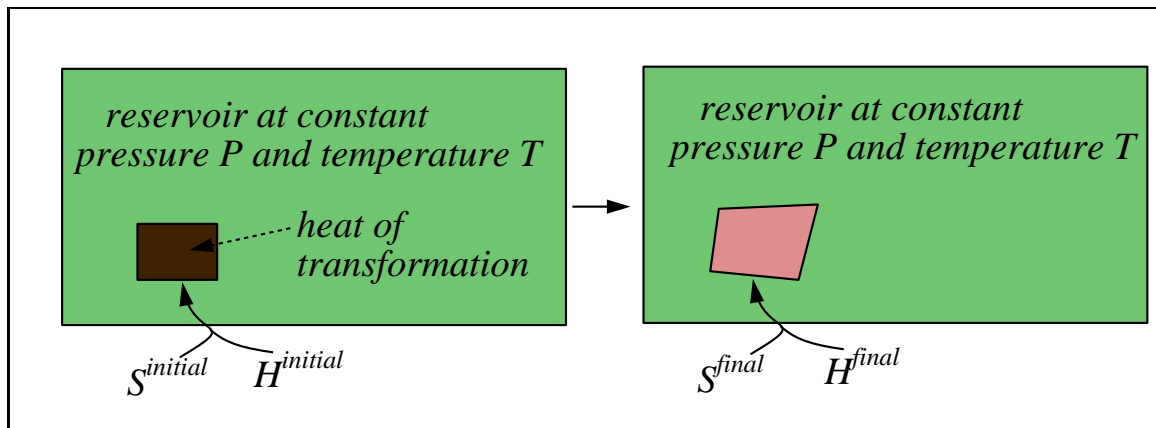 reservoir at constant
pressure P and temperature T
heat of
transformation
S^initial H^initial
reservoir at constant
pressure P and temperature T
S^final H^final